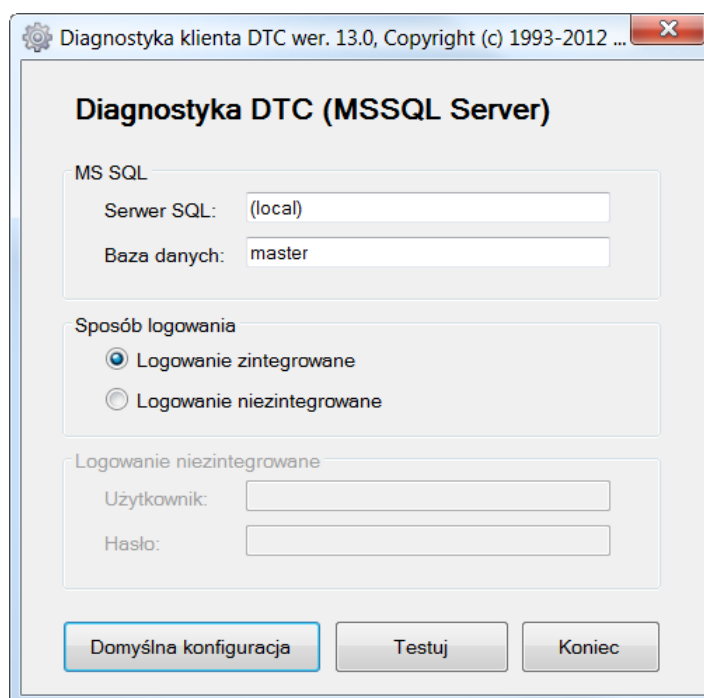 Diagnostyka klienta DTC wer. 13.0, Copyright (c) 1993-2012 ...
Diagnostyka DTC (MSSQL Server)
MS SQL
Serwer SQL: (local)
Baza danych: master
Sposób logowania
Logowanie zintegrowane
Logowanie niezintegrowane
Logowanie niezintegrowane
Użytkownik:
Hasło:
Domyślna konfiguracja Testuj Koniec